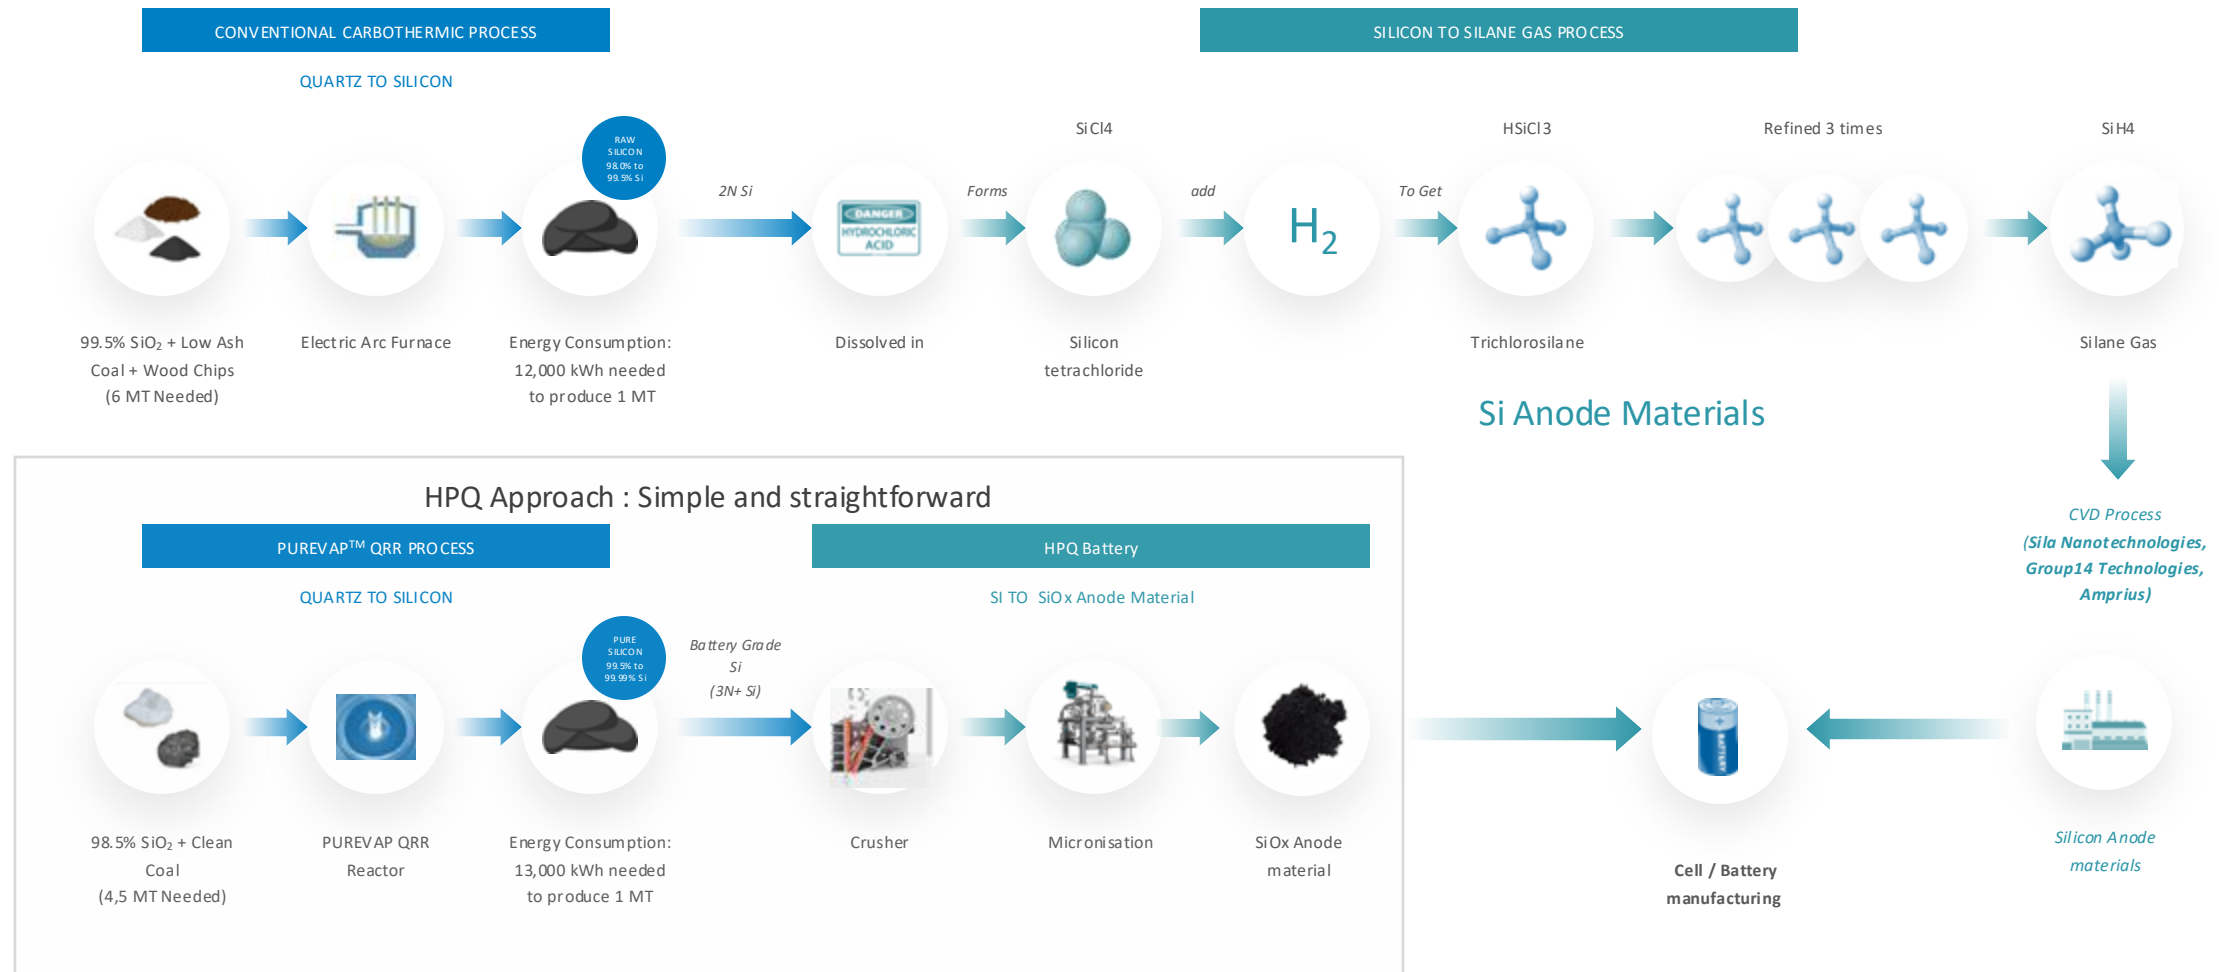 CONVENTIONAL CARBOTHERMIC PROCESS
SILICON TO SILANE GAS PROCESS
QUARTZ TO SILICON
SiCl4
HSiCl3
Refined 3 times
SiH4
RAW
SILICON
98.0% to
99.5% Si
2N Si
Forms
add
To Get
DANGER
HYDROCHLORIC
ACID
H₂
99.5% SiO₂ + Low Ash
Coal + Wood Chips
(6 MT Needed)
Electric Arc Furnace
Energy Consumption:
12,000 kWh needed
to produce 1 MT
Dissolved in
Silicon
tetrachloride
Trichlorosilane
Silane Gas
Si Anode Materials
HPQ Approach : Simple and straightforward
PUREVAP™ QRR PROCESS
HPQ Battery
QUARTZ TO SILICON
SI TO SiOx Anode Material
CVD Process
(Sila Nanotechnologies,
Group14 Technologies,
Amprius)
PURE
SILICON
99.5% to
99.99% Si
Battery Grade
Si
(3N+ Si)
BATTERY
98.5% SiO₂ + Clean
Coal
(4,5 MT Needed)
PUREVAP QRR
Reactor
Energy Consumption:
13,000 kWh needed
to produce 1 MT
Crusher
Micronisation
SiOx Anode
material
Cell / Battery
manufacturing
Silicon Anode
materials